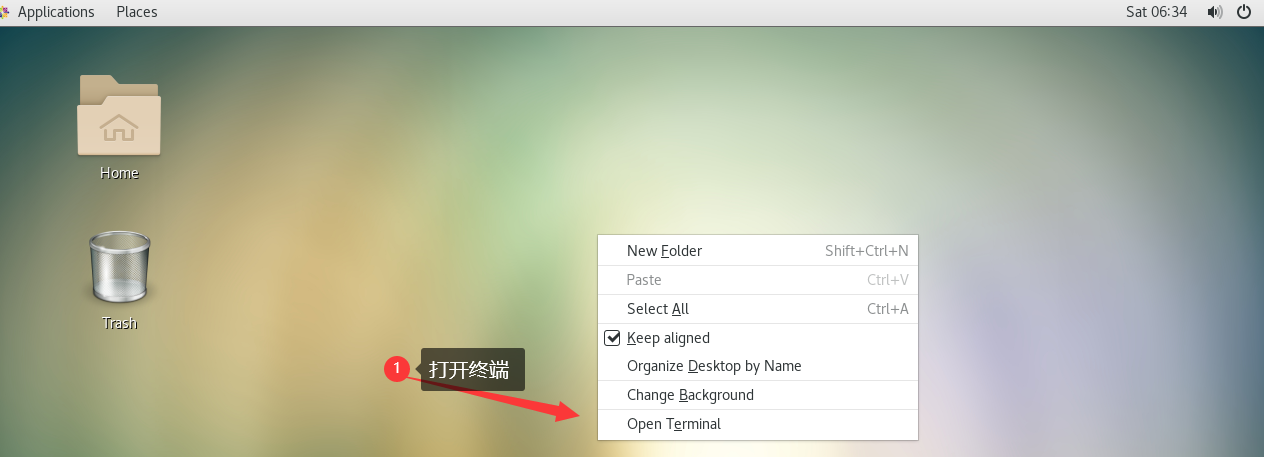 Applications Places Sat 06:34
Home
Trash
New Folder Shift+Ctrl+N
Paste Ctrl+V
Select All Ctrl+A
Keep aligned
Organize Desktop by Name
Change Background
Open Terminal
1 打开终端